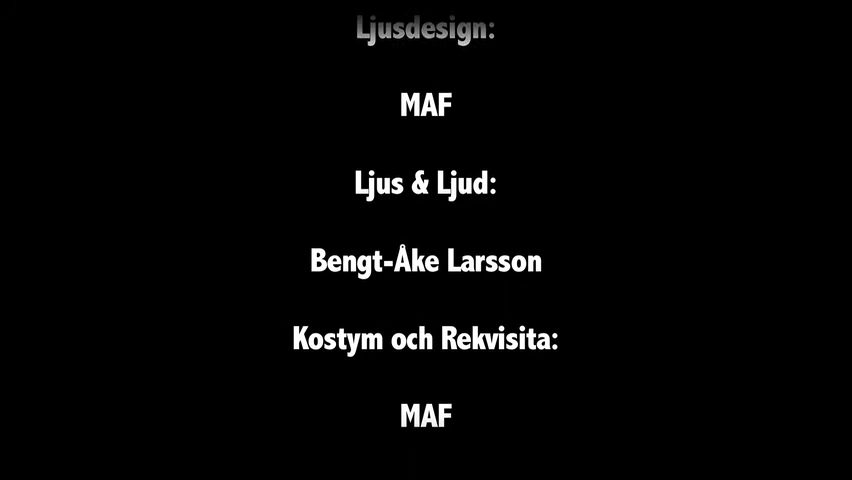 Ljusdesign:
MAF
Ljus & Ljud:
Bengt-Åke Larsson
Kostym och Rekvisita:
MAF